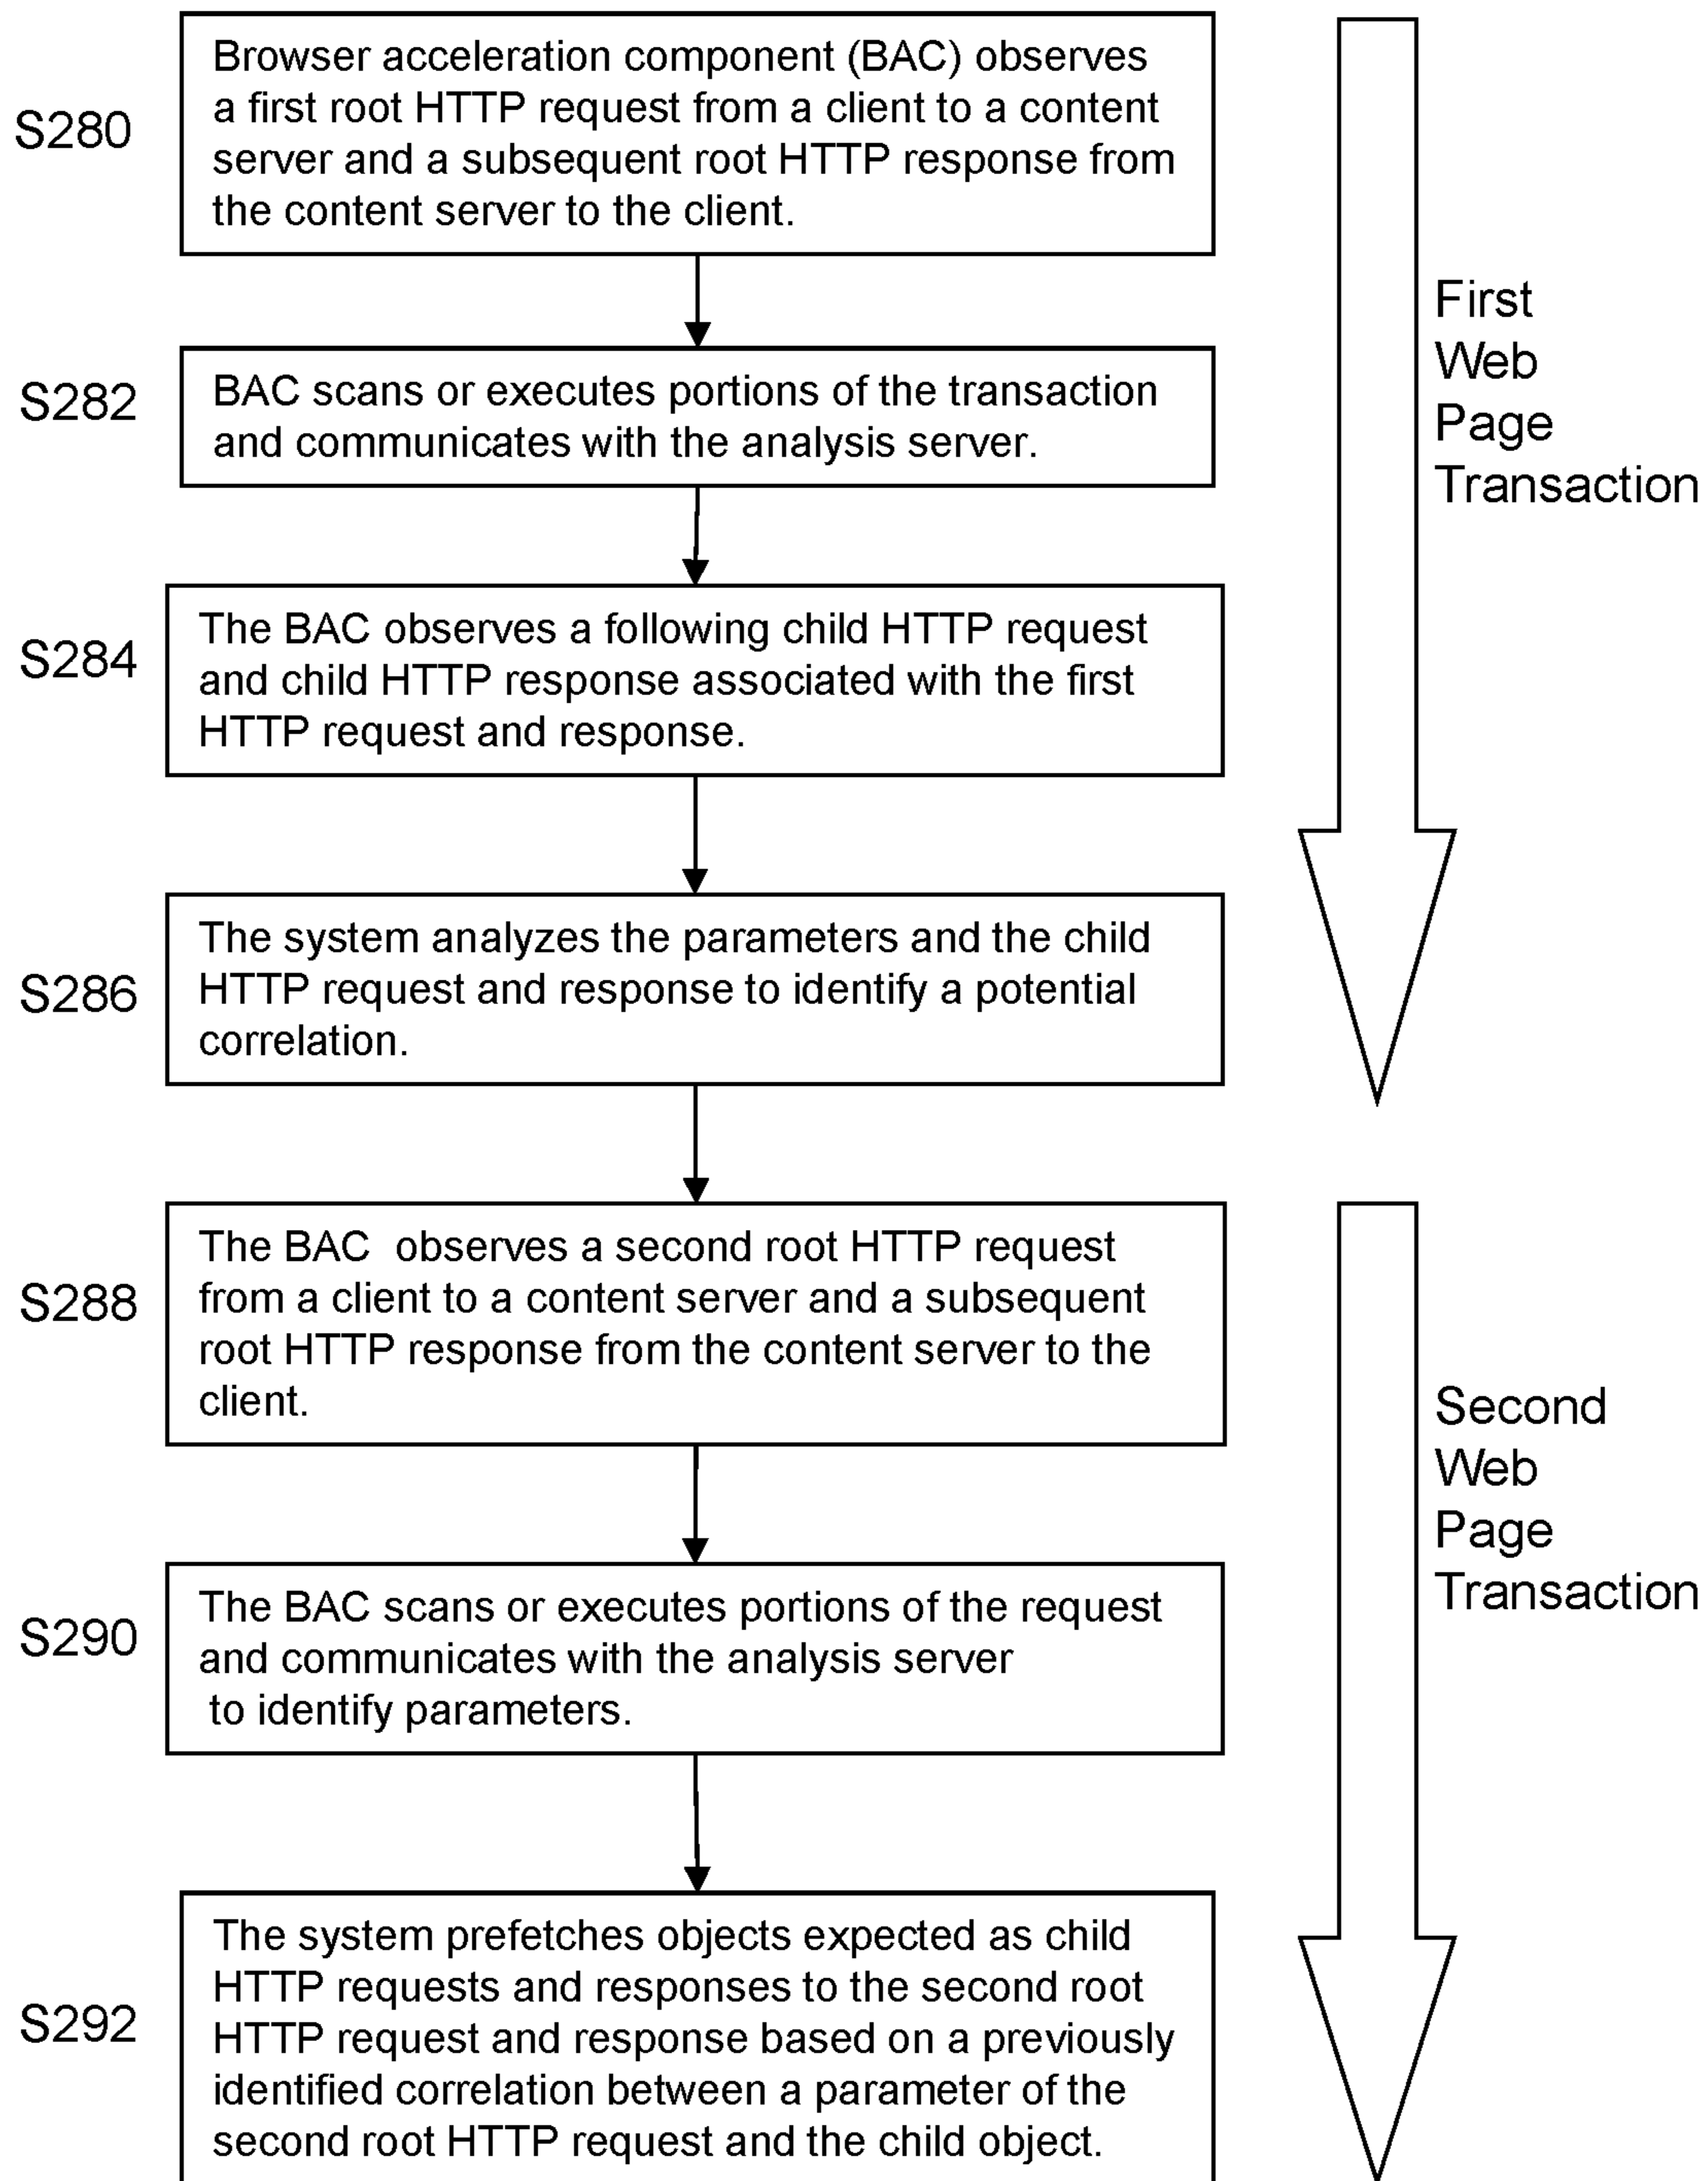 S280
Browser acceleration component (BAC) observes
a first root HTTP request from a client to a content
server and a subsequent root HTTP response from
the content server to the client.
S282
BAC scans or executes portions of the transaction
and communicates with the analysis server.
S284
The BAC observes a following child HTTP request
and child HTTP response associated with the first
HTTP request and response.
S286
The system analyzes the parameters and the child
HTTP request and response to identify a potential
correlation.
First
Web
Page
Transaction
S288
The BAC  observes a second root HTTP request
from a client to a content server and a subsequent
root HTTP response from the content server to the
client.
S290
The BAC scans or executes portions of the request
and communicates with the analysis server
to identify parameters.
S292
The system prefetches objects expected as child
HTTP requests and responses to the second root
HTTP request and response based on a previously
identified correlation between a parameter of the
second root HTTP request and the child object.
Second
Web
Page
Transaction